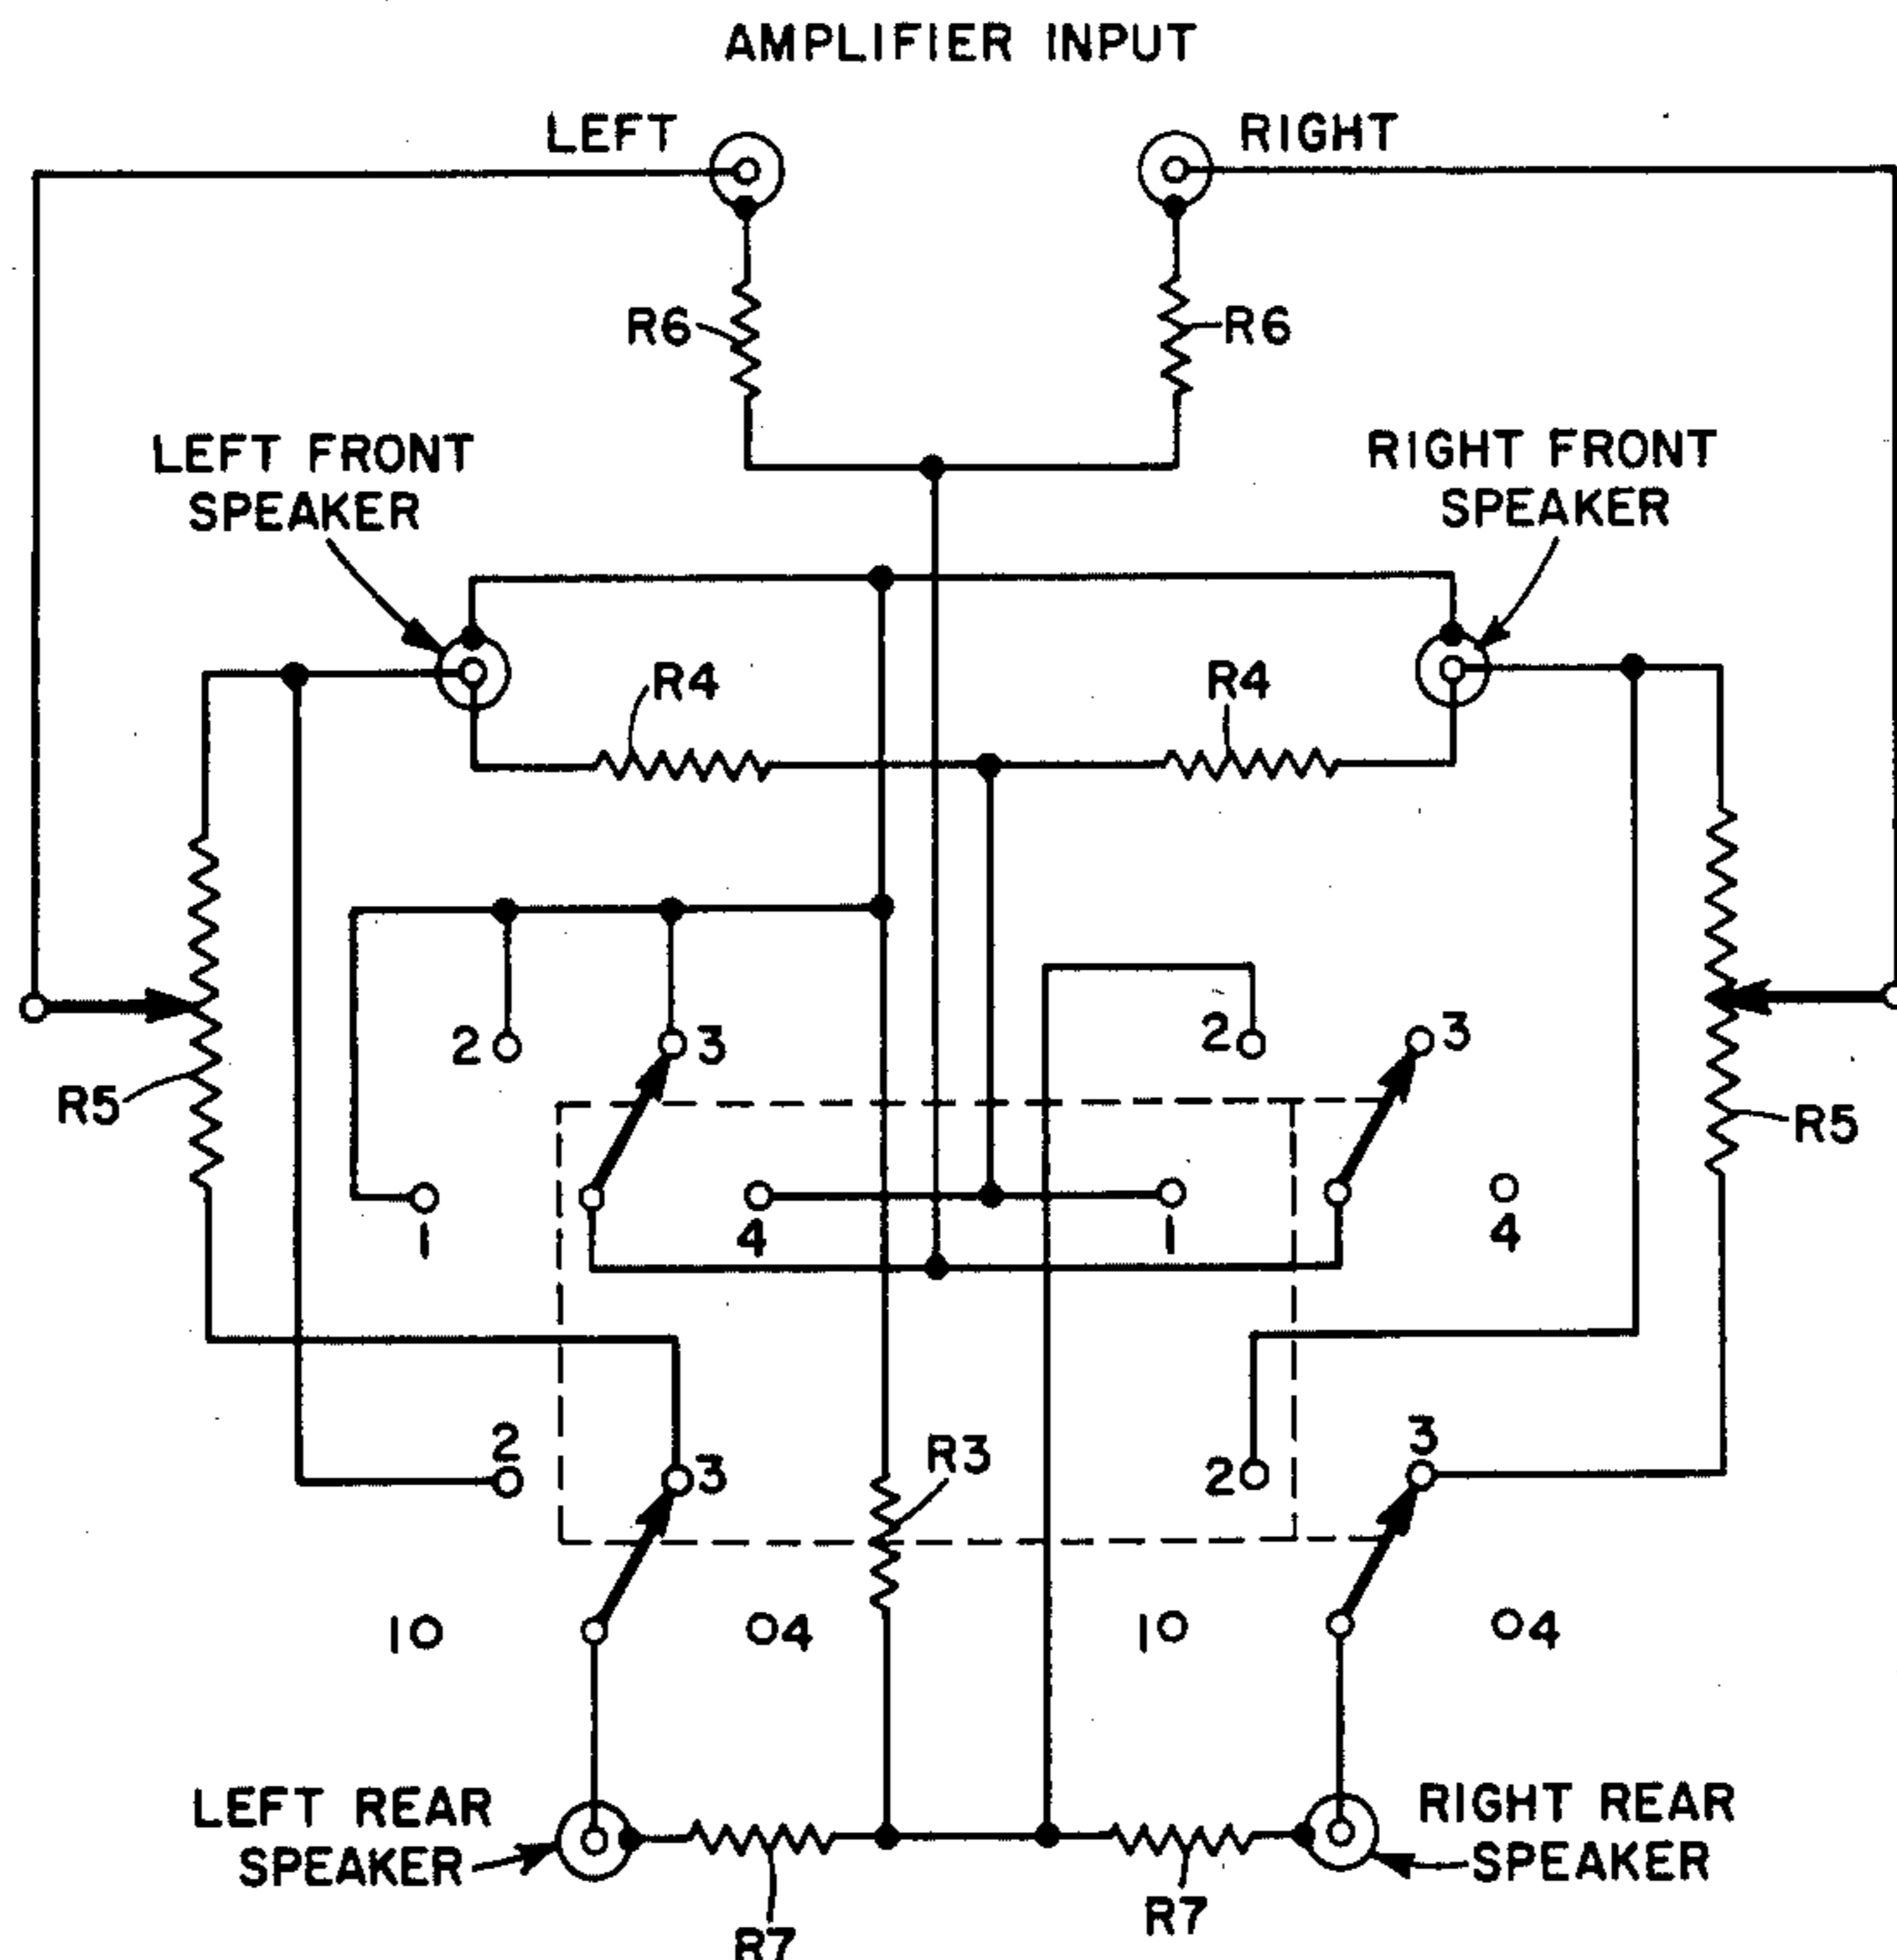 AMPLIFIER INPUT
LEFT
RIGHT
R6
R6
LEFT FRONT
SPEAKER
RIGHT FRONT
SPEAKER
R4
R4
2
3
2
3
R5
R5
1
4
1
4
2
3
R3
2
3
1
4
1
4
LEFT REAR
SPEAKER
RIGHT REAR
SPEAKER
R7
R7